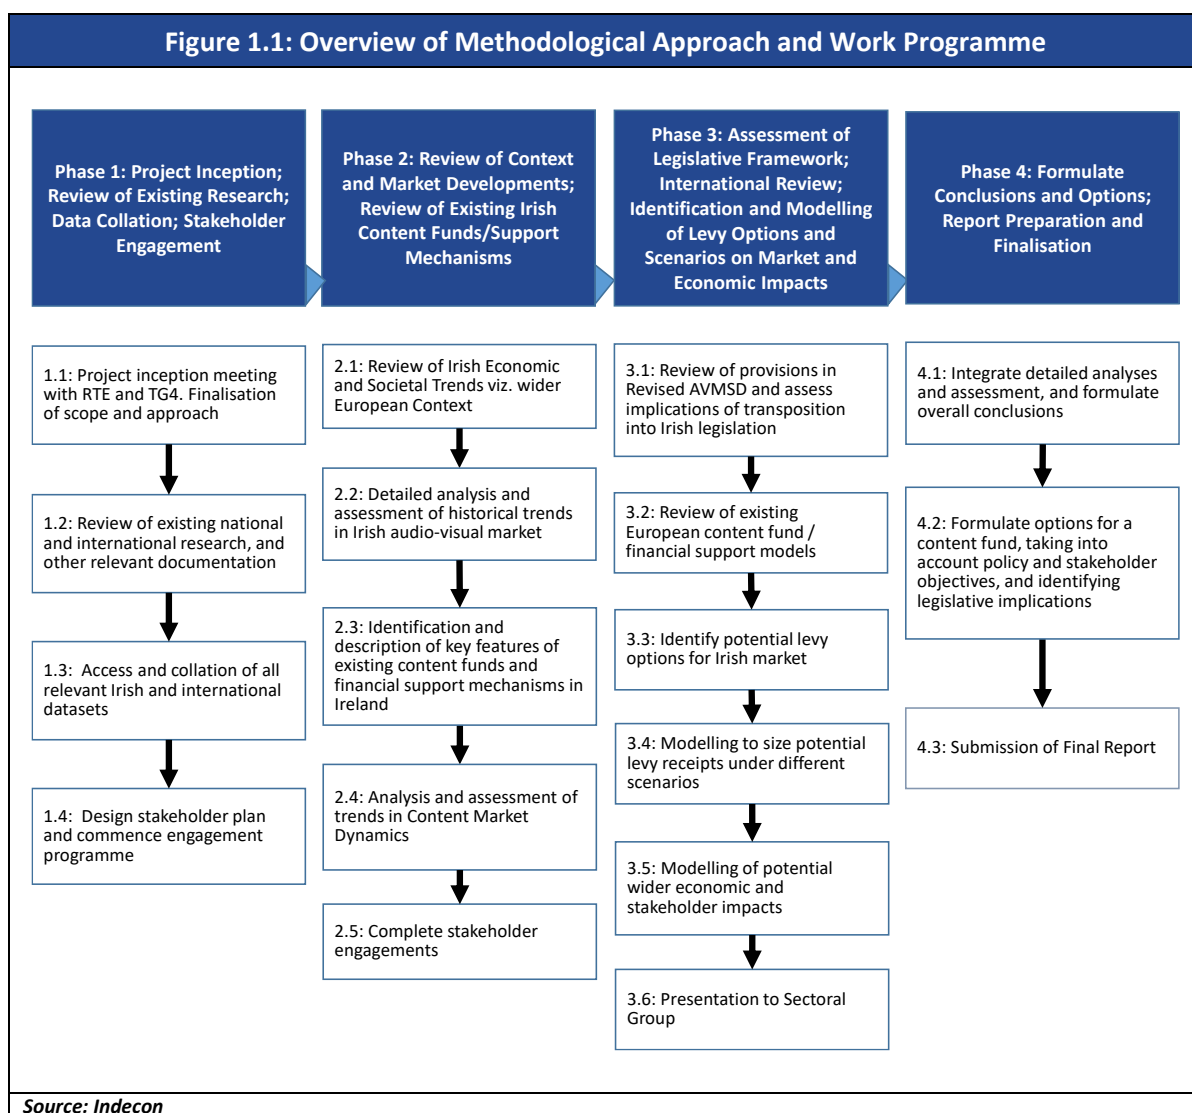 Figure 1.1: Overview of Methodological Approach and Work Programme
Phase 1: Project Inception;
Review of Existing Research;
Data Collation; Stakeholder
Engagement
Phase 2: Review of Context
and Market Developments;
Review of Existing Irish
Content Funds/Support
Mechanisms
Phase 3: Assessment of
Legislative Framework;
International Review;
Identification and Modelling
of Levy Options and
Scenarios on Market and
Economic Impacts
Phase 4: Formulate
Conclusions and Options;
Report Preparation and
Finalisation
1.1: Project inception meeting
with RTE and TG4. Finalisation
of scope and approach
1.2: Review of existing national
and international research, and
other relevant documentation
1.3: Access and collation of all
relevant Irish and international
datasets
1.4: Design stakeholder plan
and commence engagement
programme
2.1: Review of Irish Economic
and Societal Trends viz. wider
European Context
2.2: Detailed analysis and
assessment of historical trends
in Irish audio-visual market
2.3: Identification and
description of key features of
existing content funds and
financial support mechanisms in
Ireland
2.4: Analysis and assessment of
trends in Content Market
Dynamics
2.5: Complete stakeholder
engagements
3.1: Review of provisions in
Revised AVMSD and assess
implications of transposition
into Irish legislation
3.2: Review of existing
European content fund /
financial support models
3.3: Identify potential levy
options for Irish market
3.4: Modelling to size potential
levy receipts under different
scenarios
3.5: Modelling of potential
wider economic and
stakeholder impacts
3.6: Presentation to Sectoral
Group
4.1: Integrate detailed analyses
and assessment, and formulate
overall conclusions
4.2: Formulate options for a
content fund, taking into
account policy and stakeholder
objectives, and identifying
legislative implications
4.3: Submission of Final Report
Source: Indecon